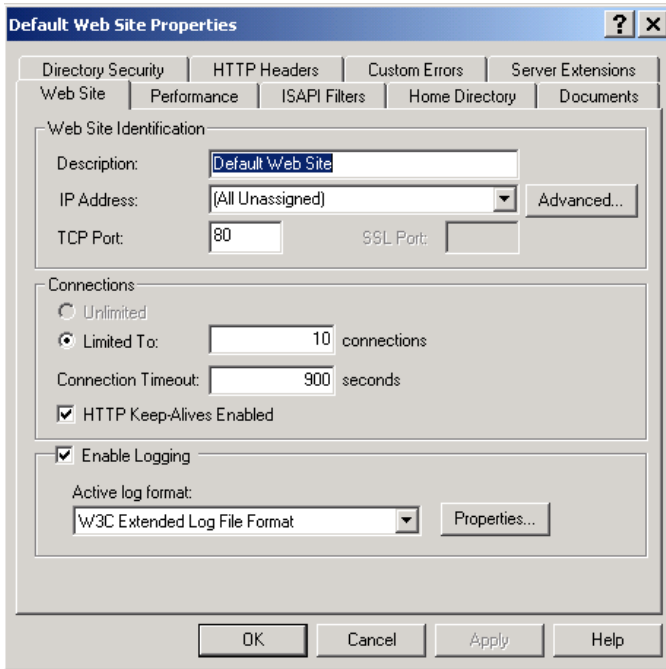 Default Web Site Properties
Directory Security HTTP Headers Custom Errors Server Extensions
Web Site Performance ISAPI Filters Home Directory Documents
Web Site Identification
Description: Default Web Site
IP Address: (All Unassigned) Advanced...
TCP Port: 80 SSL Port:
Connections
Unlimited
Limited To: 10 connections
Connection Timeout: 900 seconds
HTTP Keep-Alives Enabled
Enable Logging
Active log format:
W3C Extended Log File Format Properties...
OK Cancel Apply Help